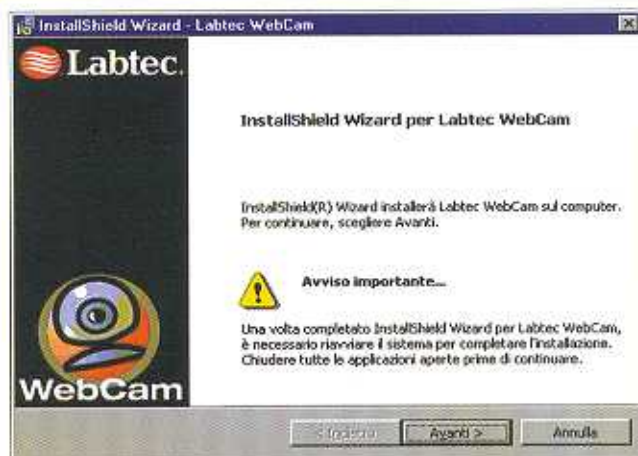 InstallShield Wizard - Labtec WebCam
Labtec.
InstallShield Wizard per Labtec WebCam
InstallShield(R) Wizard installerà Labtec WebCam sul computer.
Per continuare, scegliere Avanti.
Avviso importante...
Una volta completato InstallShield Wizard per Labtec WebCam,
è necessario riavviare il sistema per completare l'installazione.
Chiudere tutte le applicazioni aperte prime di continuare.
WebCam
< Indietro
Avanti >
Annulla